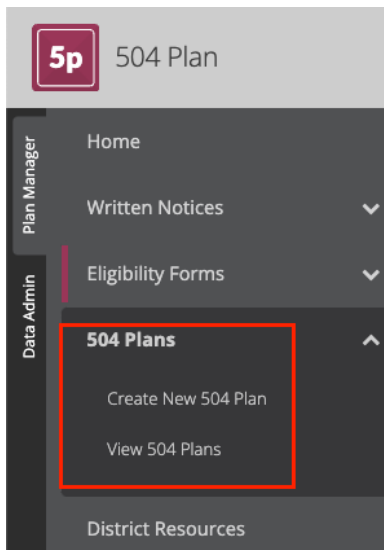 5p 504 Plan
Plan Manager
Data Admin
Home
Written Notices
Eligibility Forms
504 Plans
Create New 504 Plan
View 504 Plans
District Resources